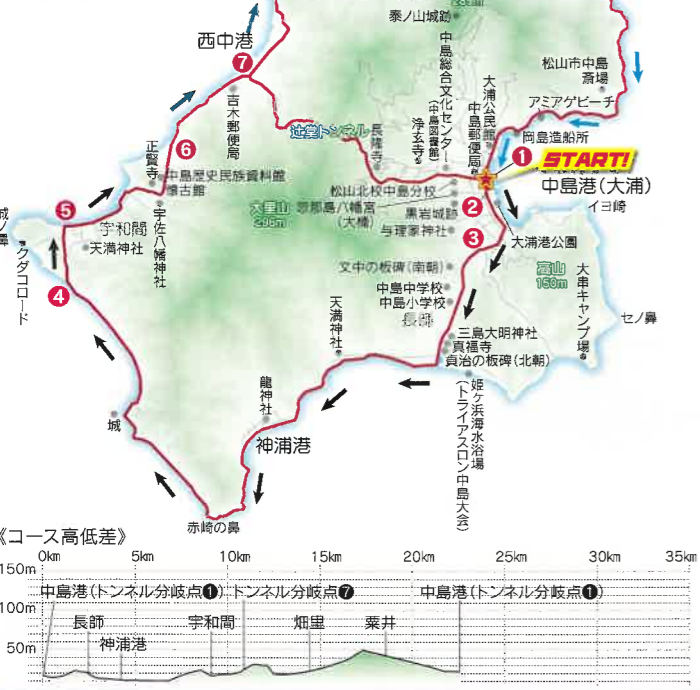 283m
泰ノ山城跡
西中港
❼
中島総合文化センター
(中島図書館)
大浦公民館
中島郵便局
松山市中島
斎場
アミアゲビーチ
吉木郵便局
辻堂トンネル
長隆寺
浄玄寺
岡島造船所
❶
START!
中島港(大浦)
❻
正賢寺
中島歴史民族資料館
懐古館
松山北校中島分校
忽那島八幡宮
(大楠)
❷
黒岩城跡
イヨ崎
❺
大里山
296m
与理冢神社
❸
大浦港公園
宇和間
宇佐八幡神社
天満神社
クダコロード
文中の板碑(南朝)
高山
150m
大串キャンプ場
❹
中島中学校
中島小学校
長師
天満神社
セノ鼻
三島大明神社
真福寺
貞治の板碑(北朝)
龍神社
姫ヶ浜海水浴場
(トライアスロン中島大会)
城
神浦港
赤崎の鼻
《コース高低差》
0km 5km 10km 15km 20km 25km 30km 35km
150m
中島港(トンネル分岐点❶) トンネル分岐点❼ 中島港(トンネル分岐点❶)
100m
長師 宇和間 畑里 粟井
神浦港
50m